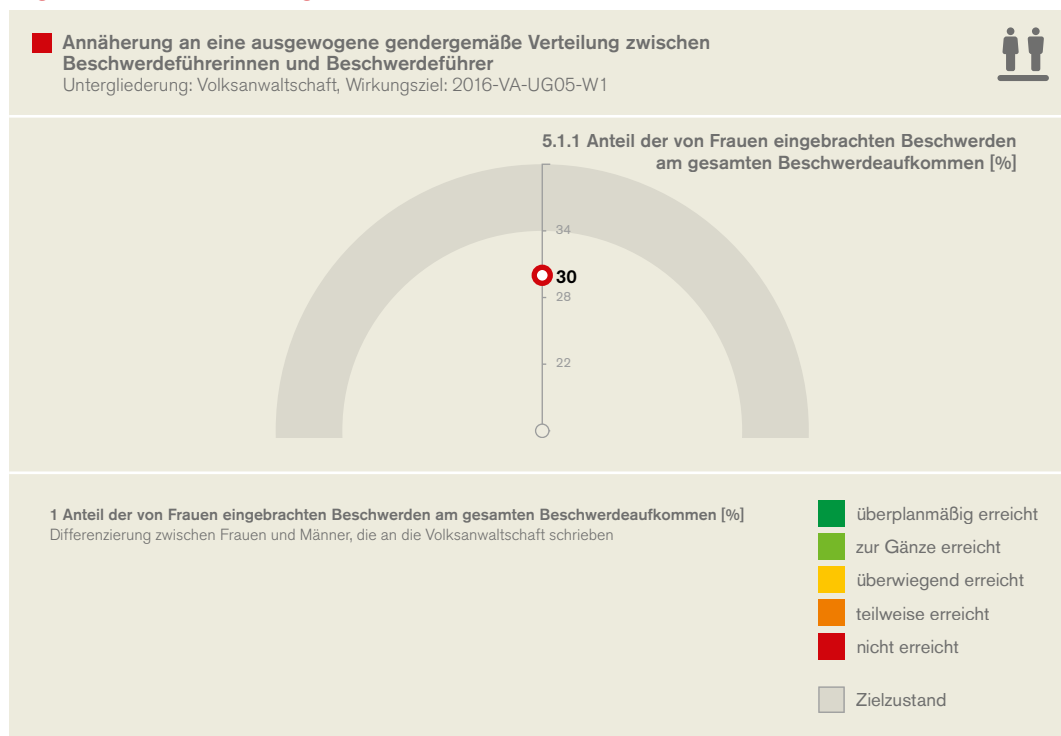 Annäherung an eine ausgewogene gendergemäße Verteilung zwischen
Beschwerdeführerinnen und Beschwerdeführer
Untergliederung: Volksanwaltschaft, Wirkungsziel: 2016-VA-UG05-W1
5.1.1 Anteil der von Frauen eingebrachten Beschwerden
am gesamten Beschwerdeaufkommen [%]
34
30
28
22
1 Anteil der von Frauen eingebrachten Beschwerden am gesamten Beschwerdeaufkommen [%]
Differenzierung zwischen Frauen und Männer, die an die Volksanwaltschaft schrieben
überplanmäßig erreicht
zur Gänze erreicht
überwiegend erreicht
teilweise erreicht
nicht erreicht
Zielzustand